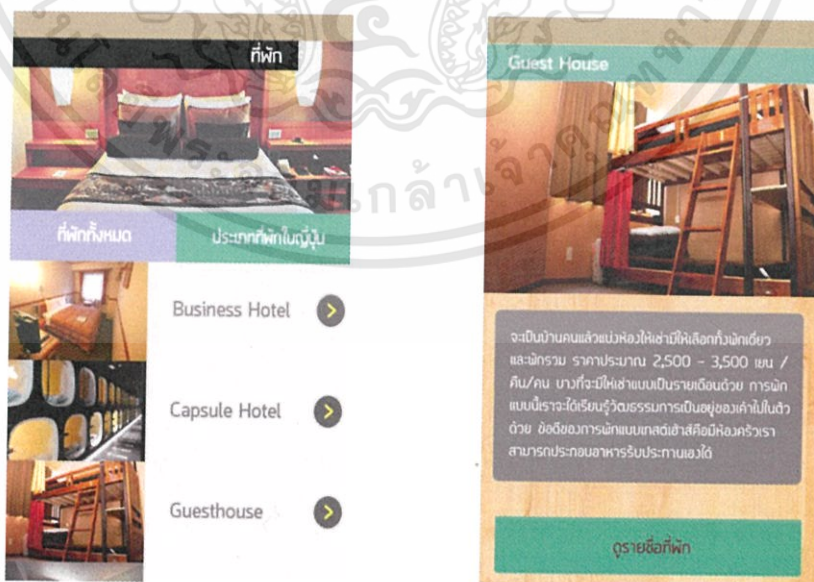 ที่พัก
ที่พักทั้งหมด
ประเภทที่พักในญี่ปุ่น
Business Hotel
Capsule Hotel
Guesthouse
Guest House
จะเป็นบ้านคนแล้วแบ่งห้องให้เช่ามีให้เลือกทั้งพักเดี่ยว
และพักรวม ราคาประมาณ 2,500 - 3,500 เยน /
คืน/คน บางที่จะมีให้เช่าแบบเป็นรายเดือนด้วย การพัก
แบบนี้เราจะได้เรียนรู้วัฒนธรรมการเป็นอยู่ของเค้าไปในตัว
ด้วย ข้อดีของการพักแบบเกสต์เฮ้าส์คือมีห้องครัวเรา
สามารถประกอบอาหารรับประทานเองได้
ดูรายชื่อที่พัก